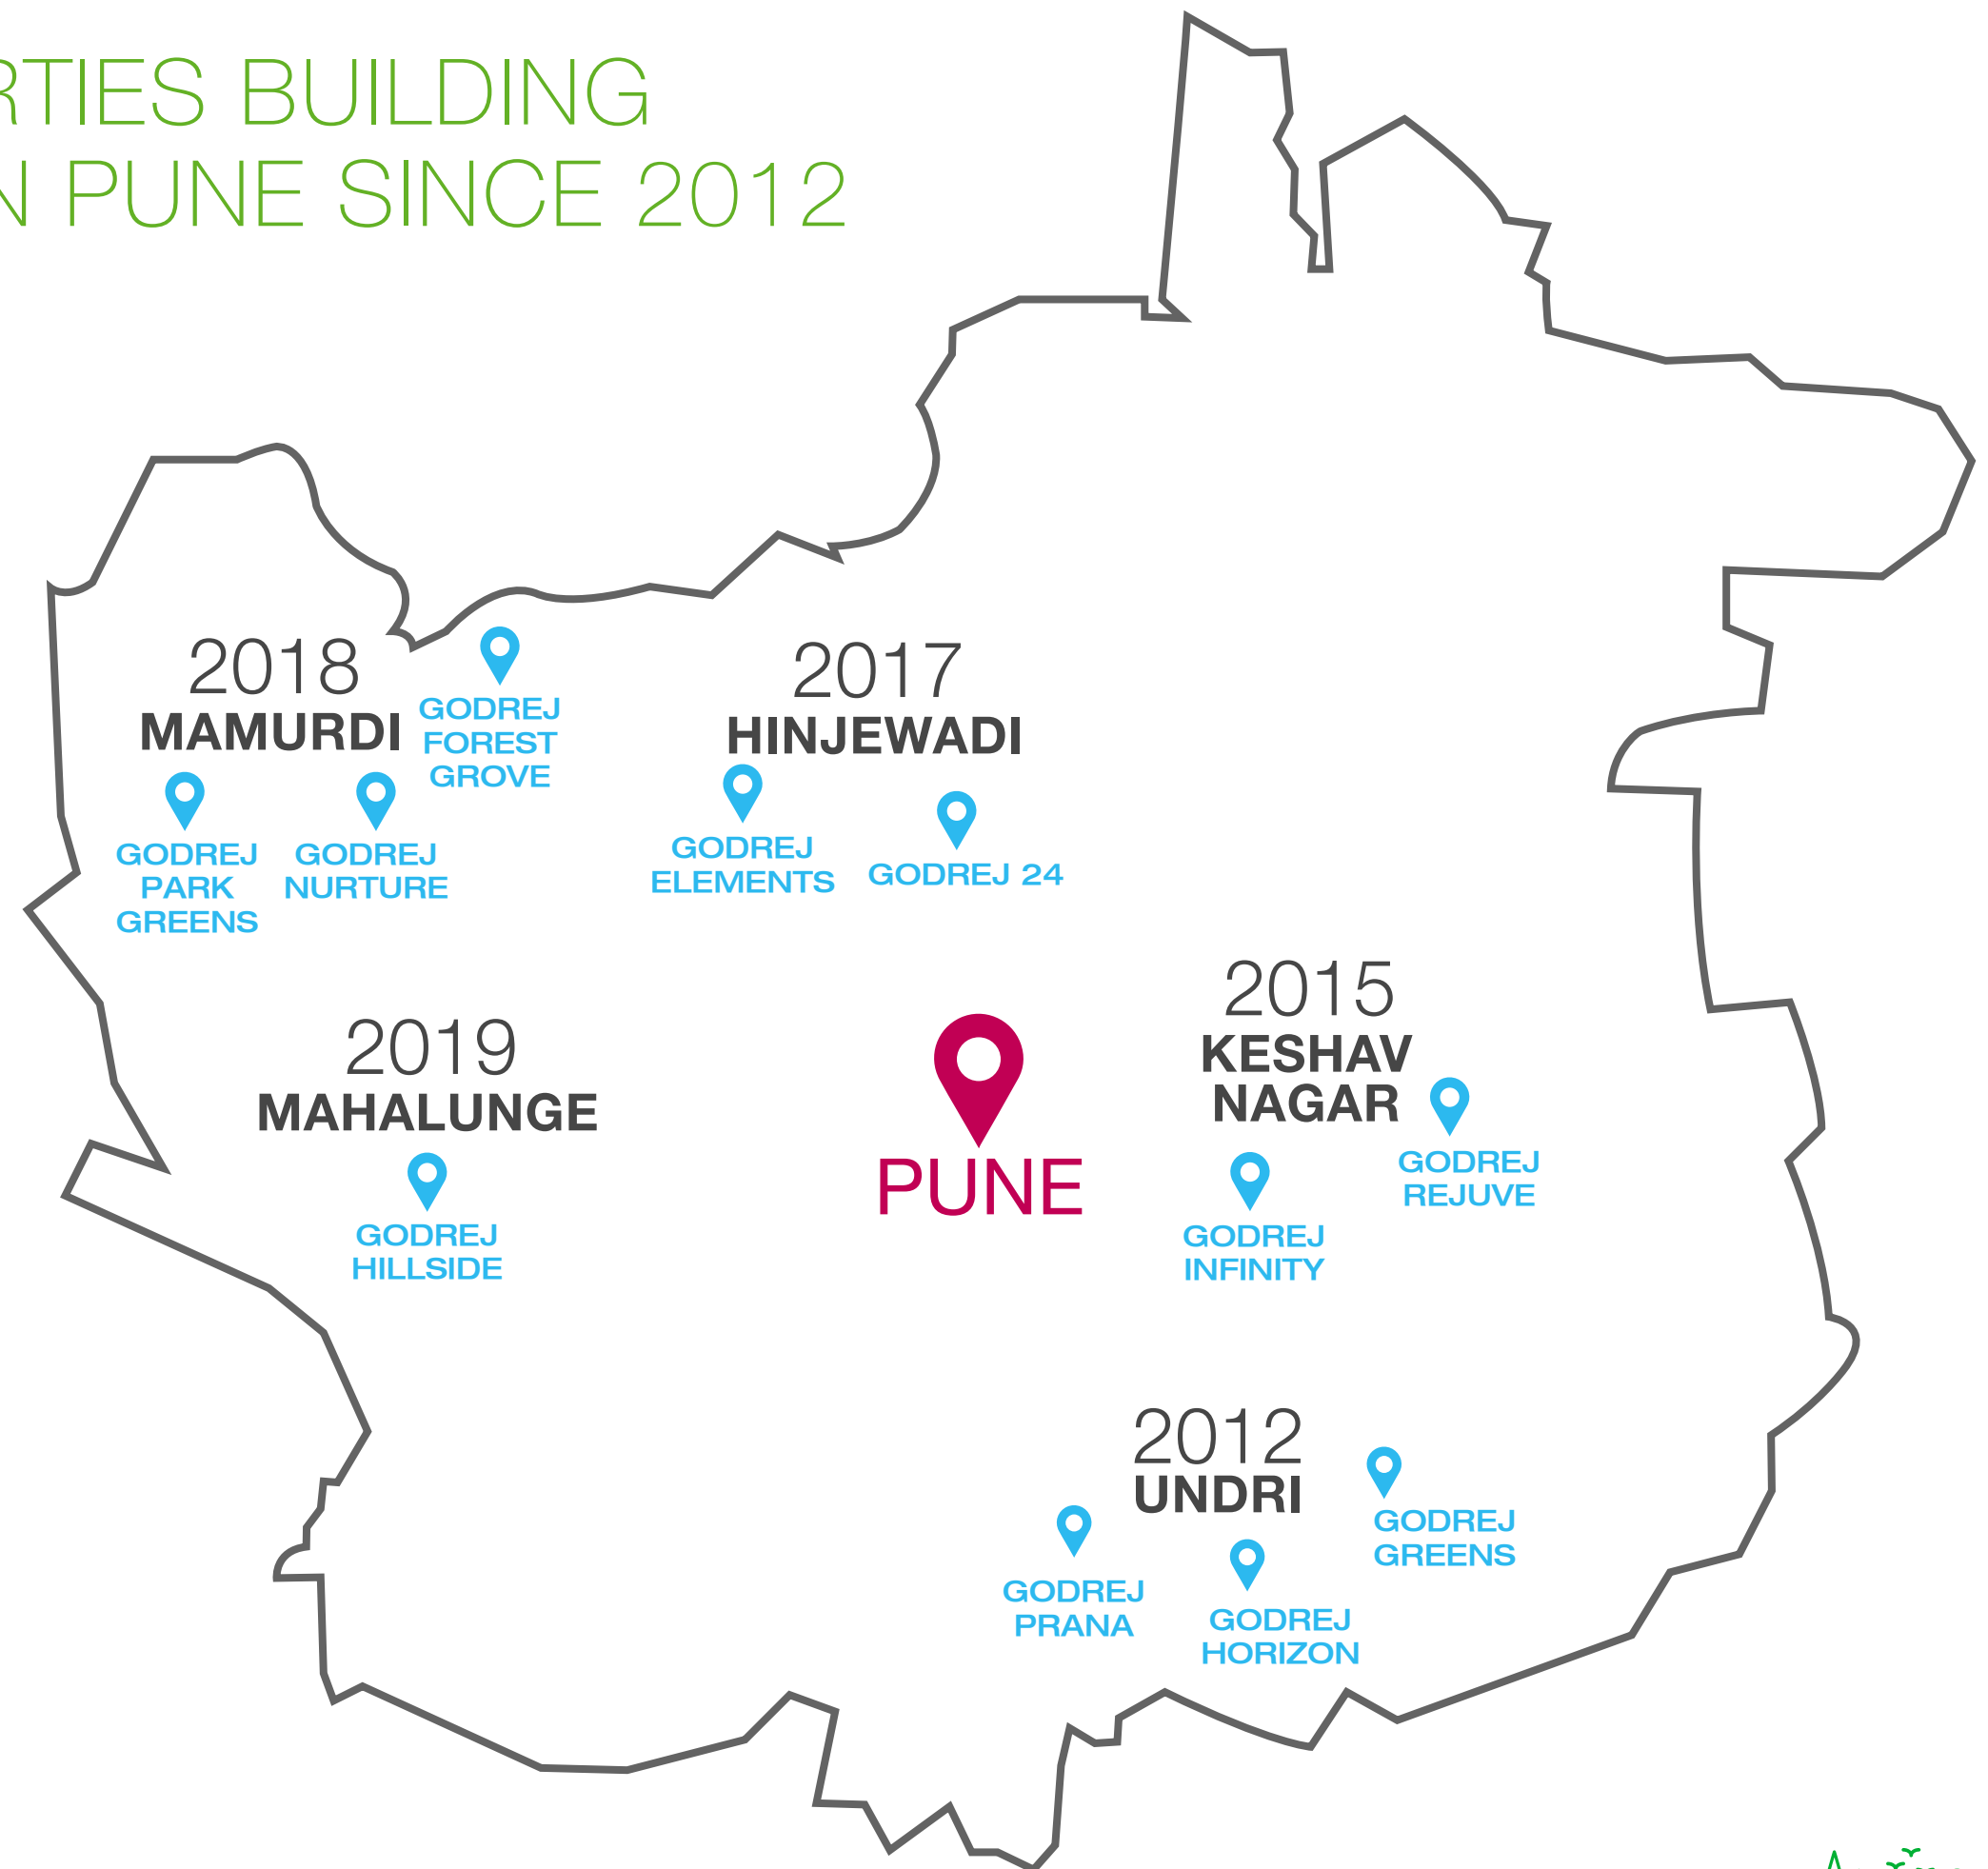 RTIES BUILDING
N PUNE SINCE 2012
2018
MAMURDI
GODREJ
FOREST
GROVE
GODREJ
PARK
GREENS
GODREJ
NURTURE
2017
HINJEWADI
GODREJ
ELEMENTS
GODREJ 24
2019
MAHALUNGE
GODREJ
HILLSIDE
PUNE
2015
KESHAV
NAGAR
GODREJ
REJUVE
GODREJ
INFINITY
2012
UNDRI
GODREJ
GREENS
GODREJ
PRANA
GODREJ
HORIZON